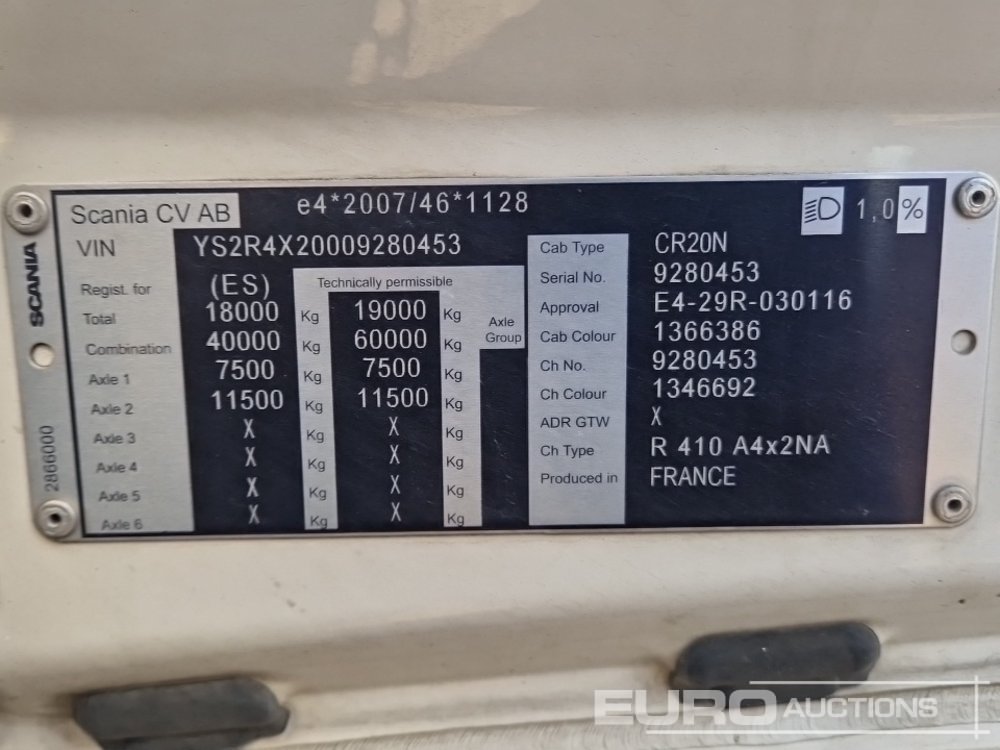 Scania CV AB e4*2007/46*1128 1,0 %
VIN YS2R4X20009280453
Regist. for (ES) Technically permissible
Total 18000 Kg 19000 Kg Axle Group
Combination 40000 Kg 60000 Kg
Axle 1 7500 Kg 7500 Kg
Axle 2 11500 Kg 11500 Kg
Axle 3 X Kg X Kg
Axle 4 X Kg X Kg
Axle 5 X Kg X Kg
Axle 6 X Kg X Kg
Cab Type CR20N
Serial No. 9280453
Approval E4-29R-030116
Cab Colour 1366386
Ch No. 9280453
Ch Colour 1346692
ADR GTW X
Ch Type R 410 A4x2NA
Produced in FRANCE
SCANIA
2866000
EURO AUCTIONS